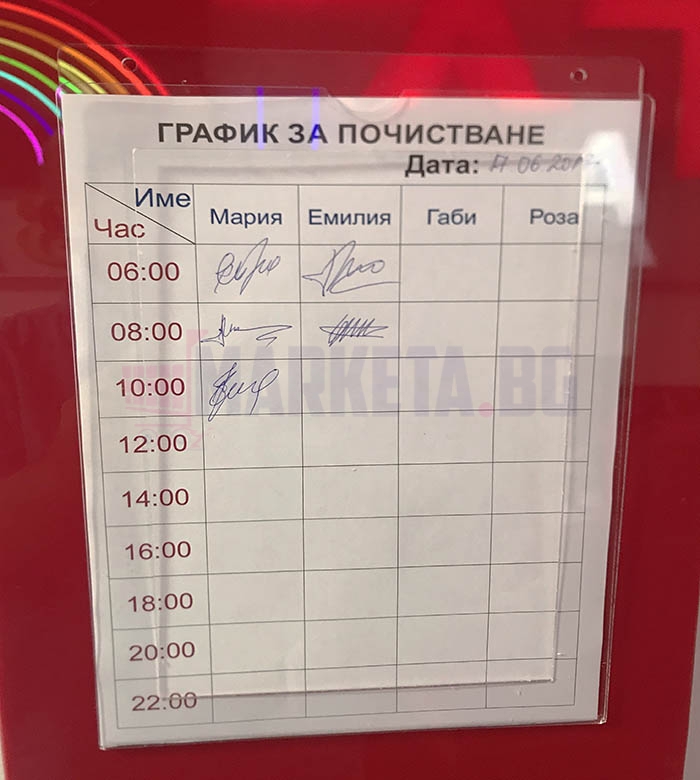 ГРАФИК ЗА ПОЧИСТВАНЕ
Дата:
Име
Час
Мария Емилия Габи Роза
06:00
08:00
10:00
MARKETA.BG
12:00
14:00
16:00
18:00
20:00
22:00